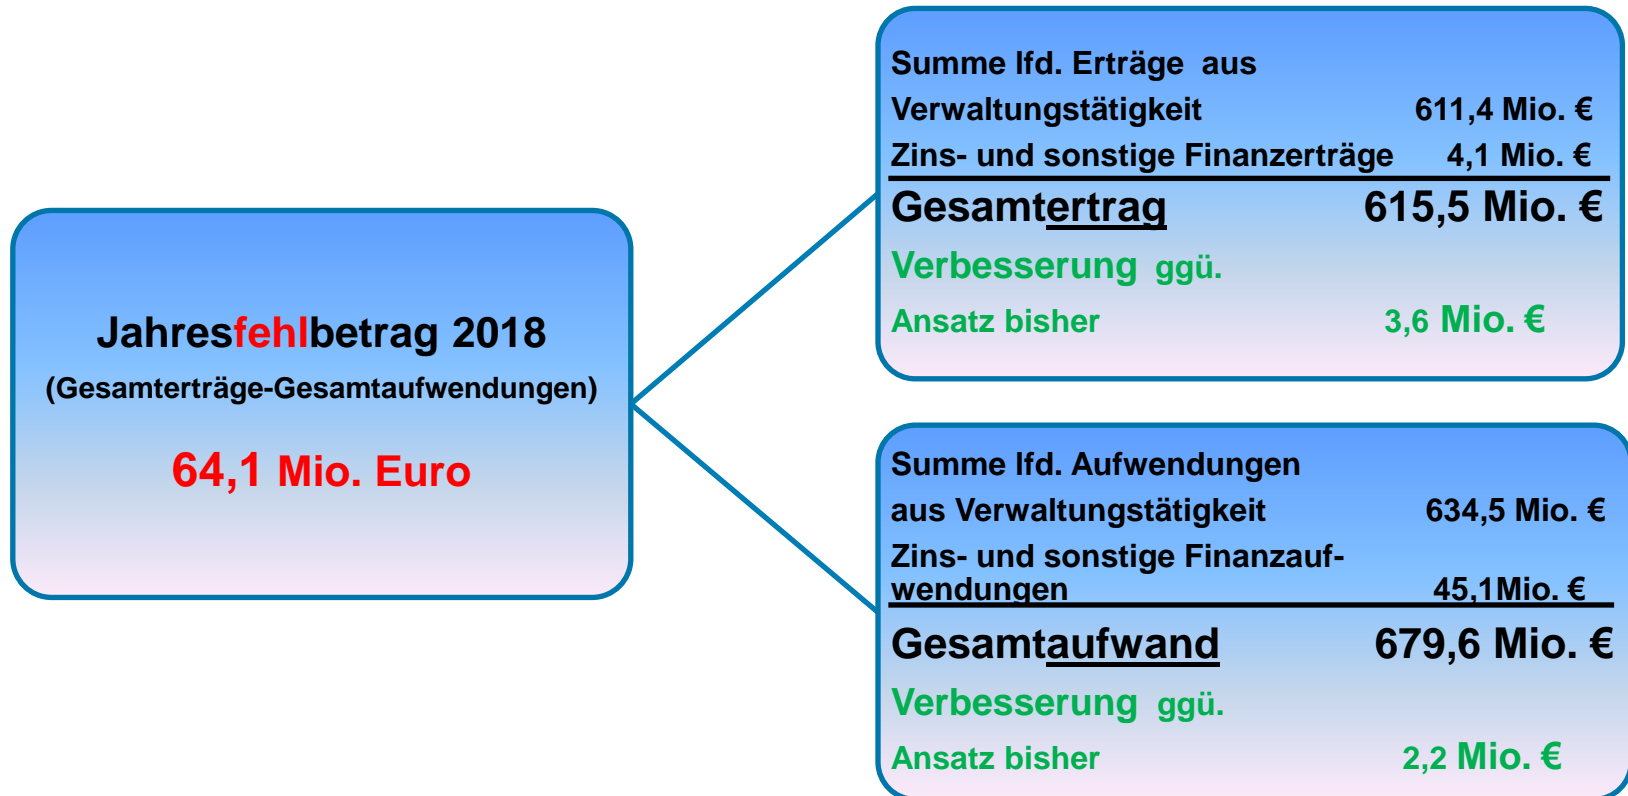 Jahresfehlbetrag 2018
(Gesamterträge-Gesamtaufwendungen)
64,1 Mio. Euro
Summe lfd. Erträge aus
Verwaltungstätigkeit 611,4 Mio. €
Zins- und sonstige Finanzerträge 4,1 Mio. €
Gesamtertrag 615,5 Mio. €
Verbesserung ggü.
Ansatz bisher 3,6 Mio. €
Summe lfd. Aufwendungen
aus Verwaltungstätigkeit 634,5 Mio. €
Zins- und sonstige Finanzauf-
wendungen 45,1Mio. €
Gesamtaufwand 679,6 Mio. €
Verbesserung ggü.
Ansatz bisher 2,2 Mio. €